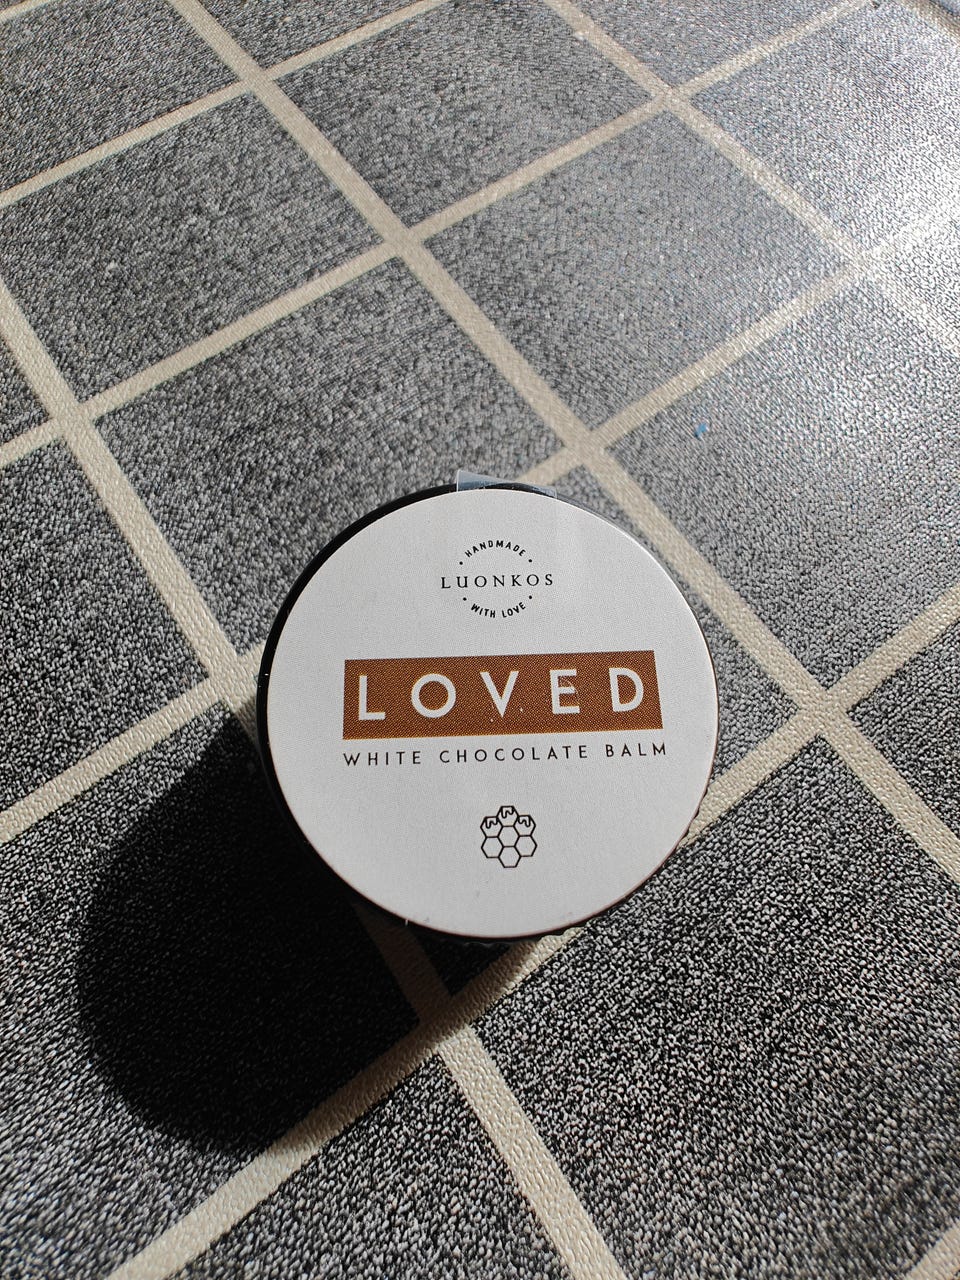 • HANDMADE •
LUONKOS
• WITH LOVE •
LOVED
WHITE CHOCOLATE BALM